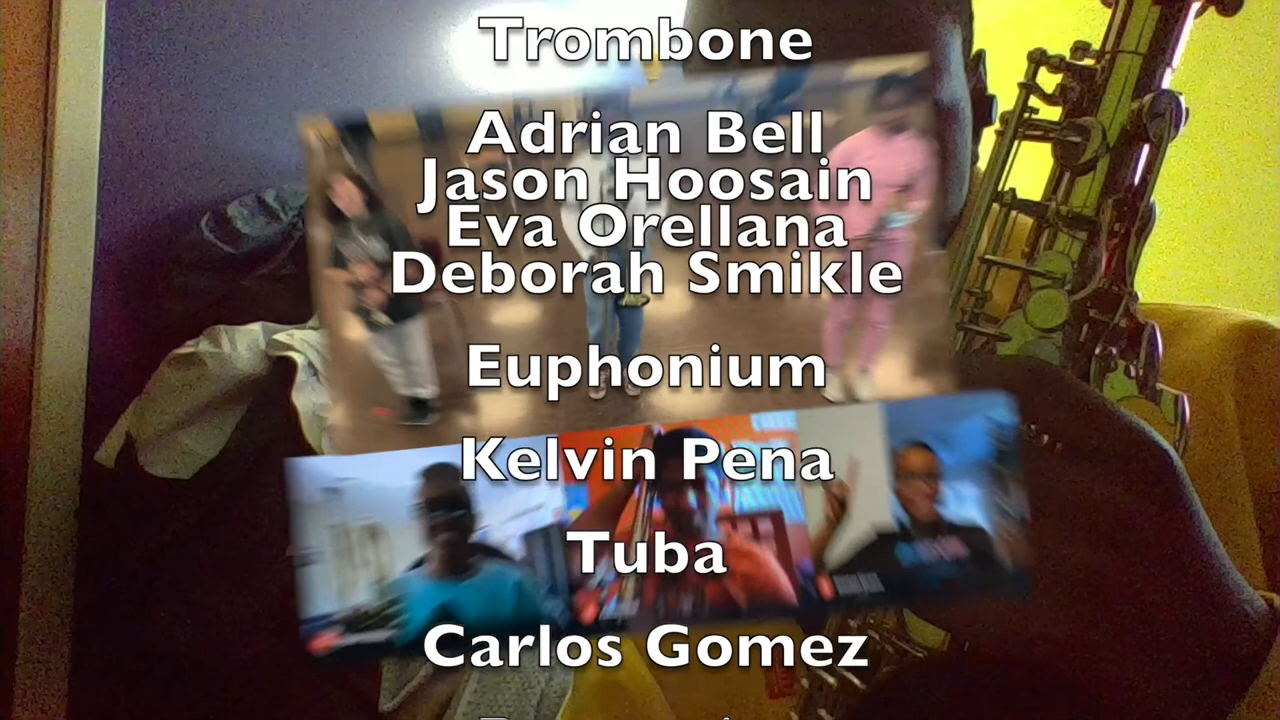 Trombone
Adrian Bell
Jason Hoosain
Eva Orellana
Deborah Smikle
Euphonium
Kelvin Pena
Tuba
Carlos Gomez